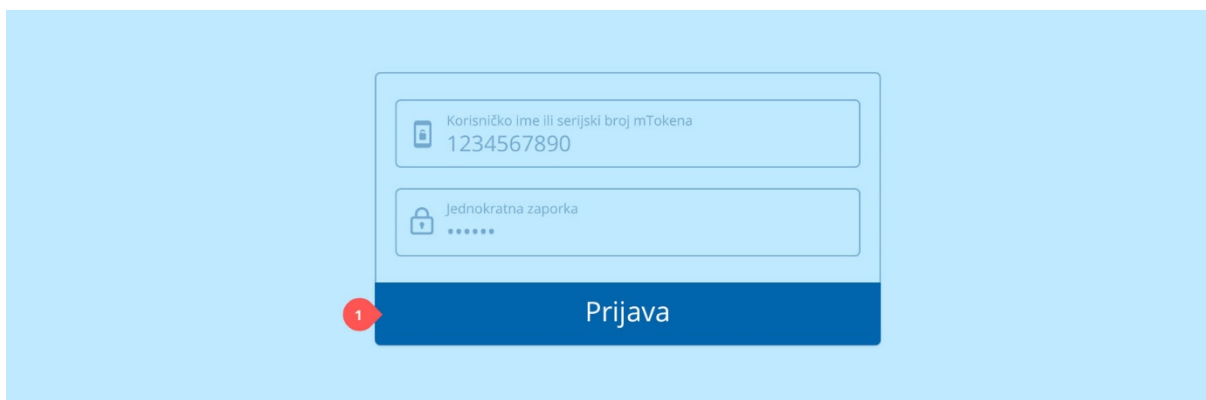 Korisničko ime ili serijski broj mTokena
1234567890
Jednokratna zaporka
••••••
1
Prijava